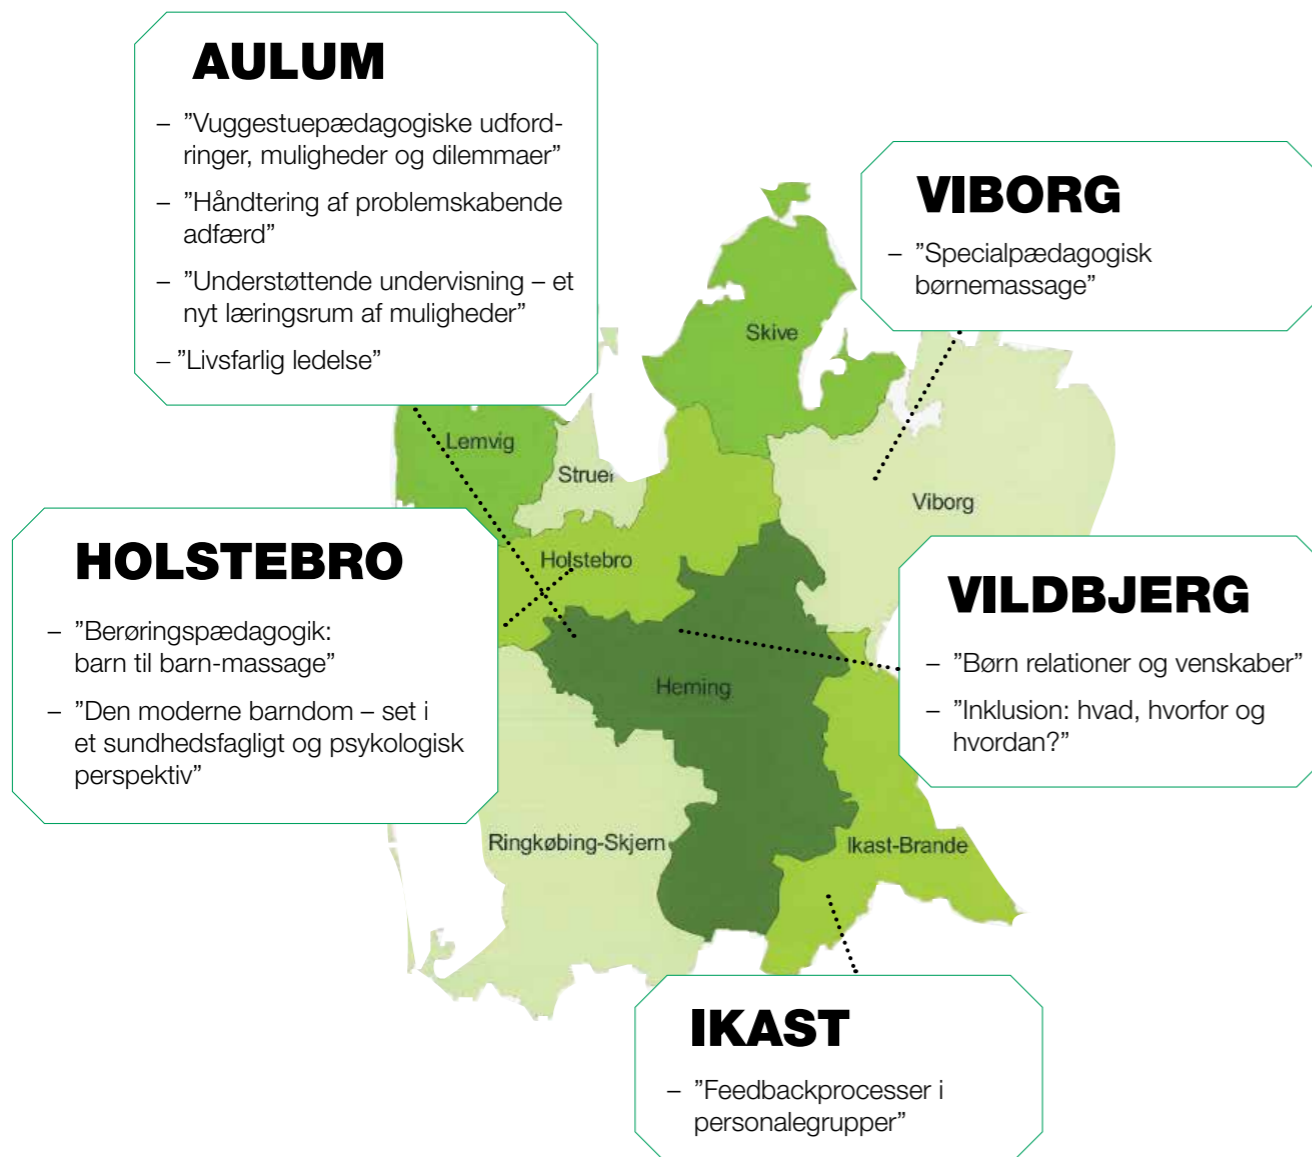 AULUM
– ”Vuggestuepædagogiske udford-
ringer, muligheder og dilemmaer”
– ”Håndtering af problemskabende
adfærd”
– ”Understøttende undervisning – et
nyt læringsrum af muligheder”
– ”Livsfarlig ledelse”
VIBORG
– ”Specialpædagogisk
børnemassage”
Skive
Lemvig
Struer
Viborg
Holstebro
HOLSTEBRO
– ”Berøringspædagogik:
barn til barn-massage”
– ”Den moderne barndom – set i
et sundhedsfagligt og psykologisk
perspektiv”
VILDBJERG
– ”Børn relationer og venskaber”
– ”Inklusion: hvad, hvorfor og
hvordan?”
Herning
Ringkøbing-Skjern
Ikast-Brande
IKAST
– ”Feedbackprocesser i
personalegrupper”